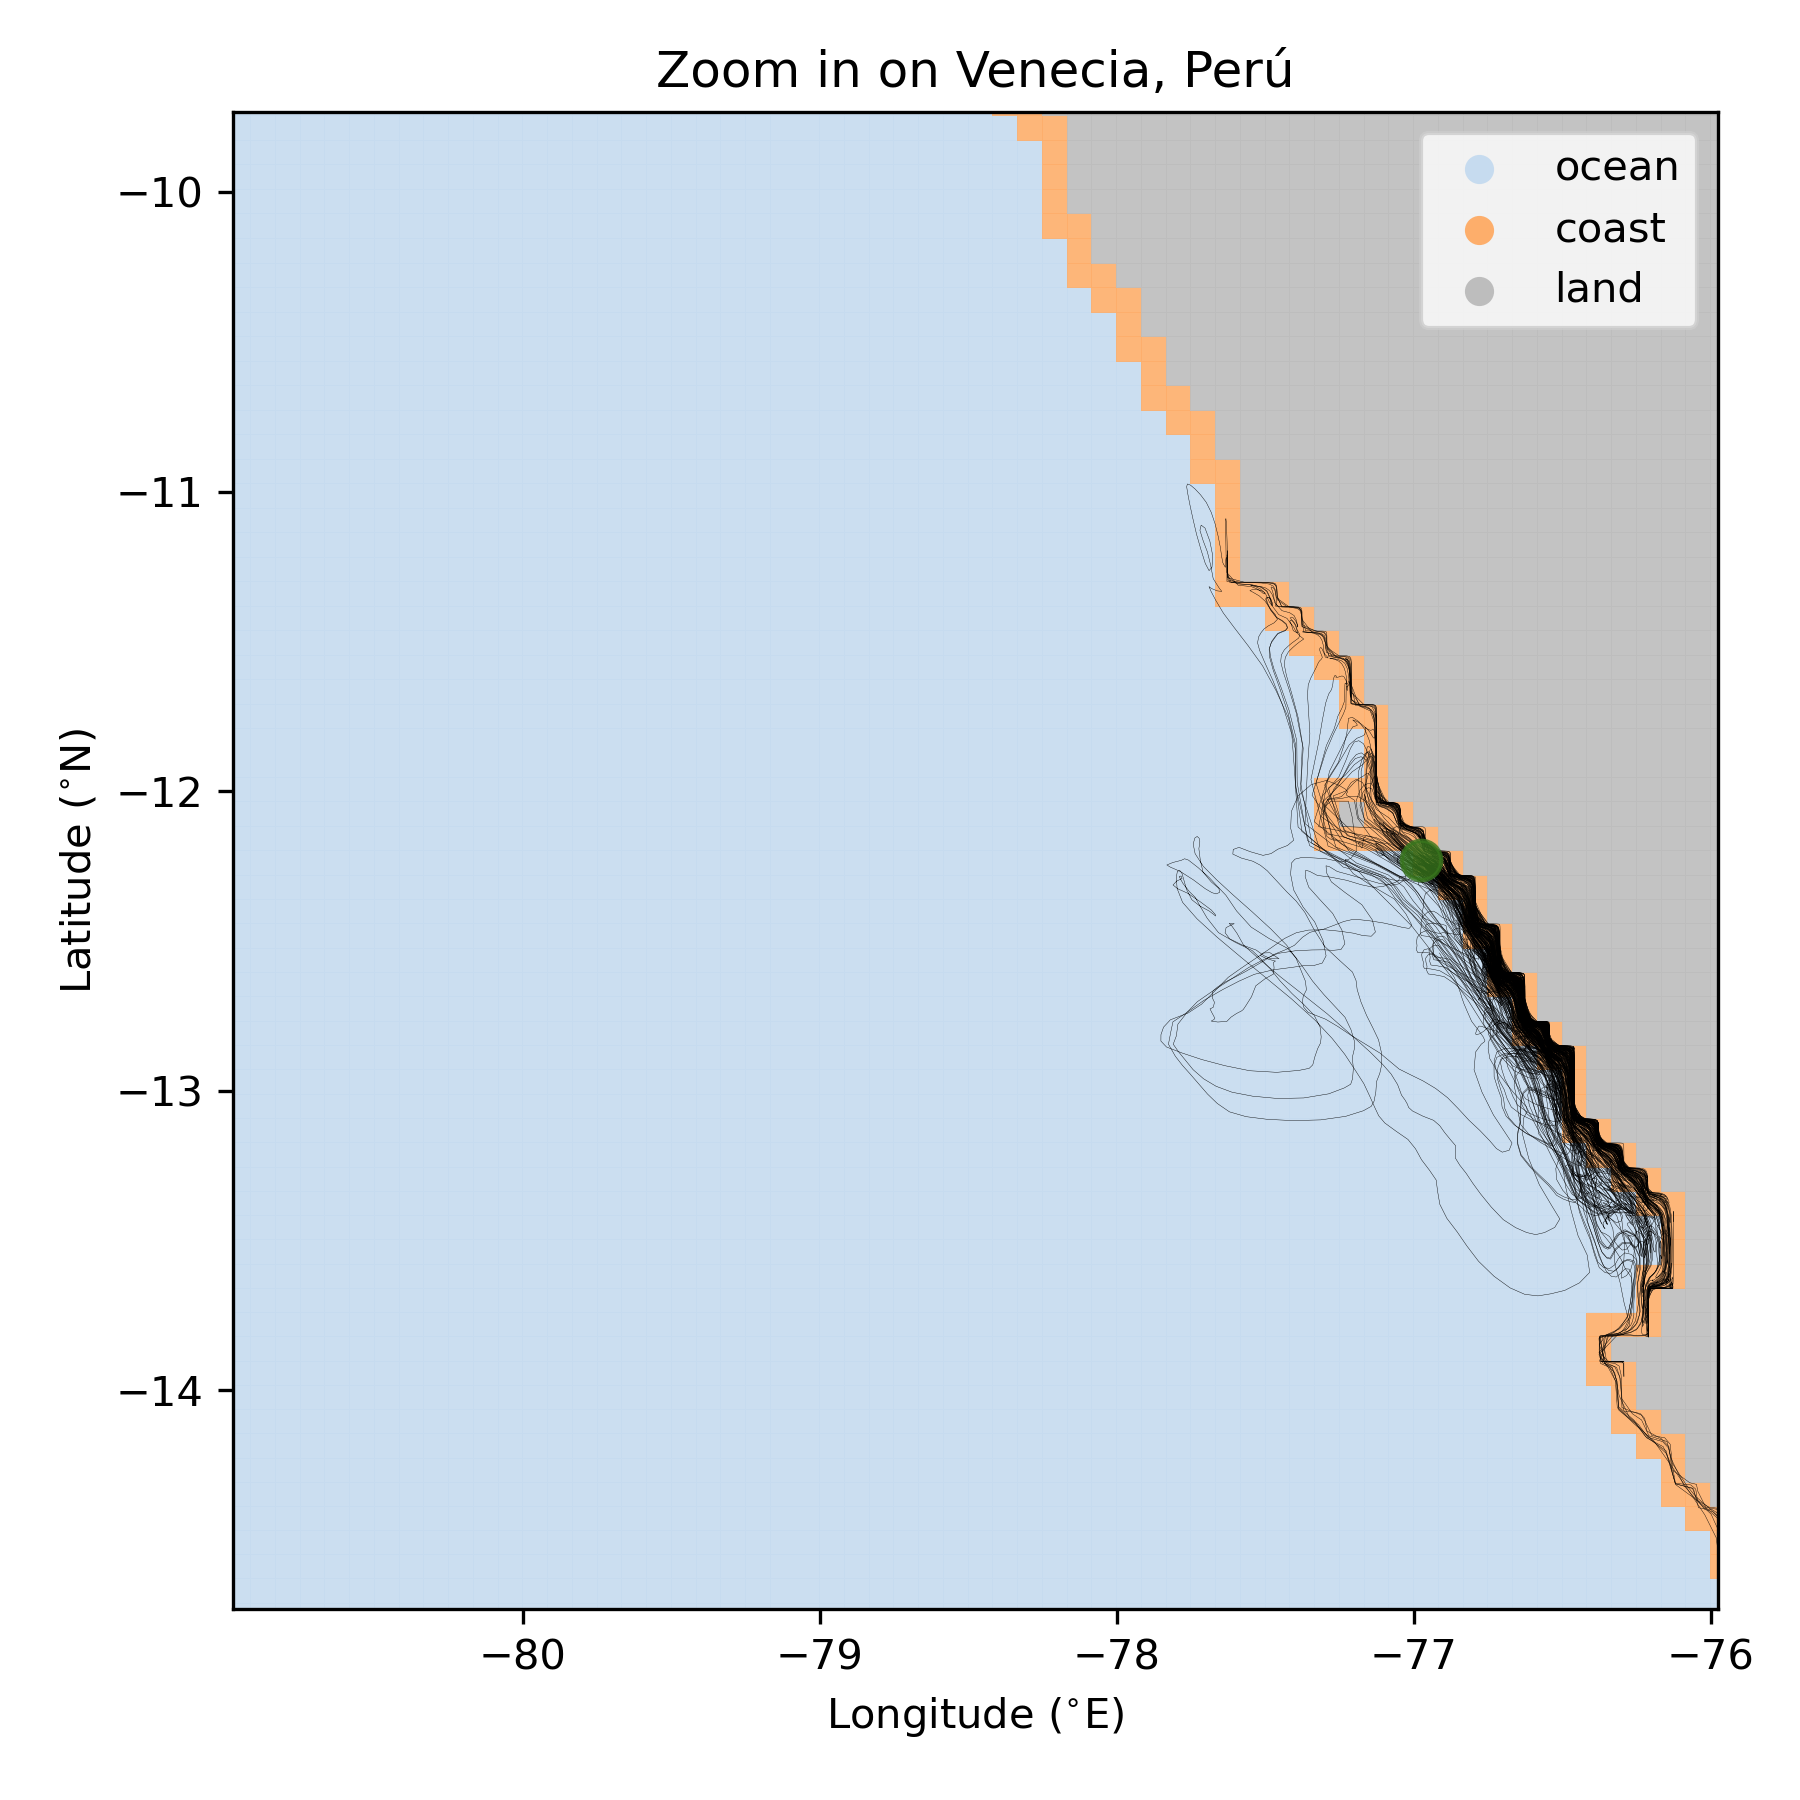 Zoom in on Venecia, Perú
ocean
coast
land
−10
−11
−12
−13
−14
Latitude (°N)
−80
−79
−78
−77
−76
Longitude (°E)